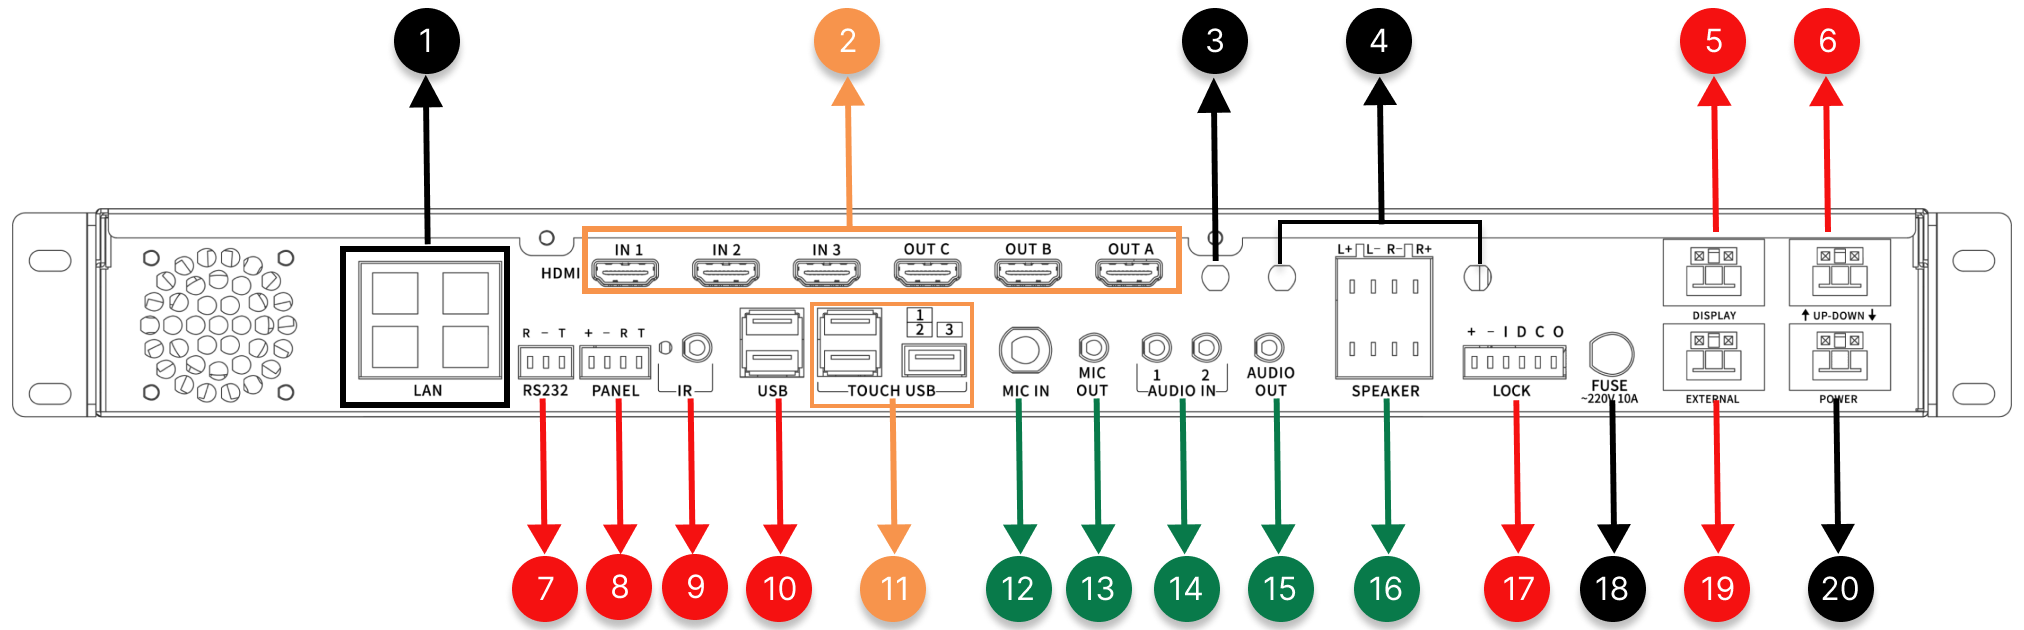 1 2 3 4 5 6
IN 1 IN 2 IN 3 OUT C OUT B OUT A
L+ L- R- R+
HDMI
1
2 3
R - T + - R T
+ - I D C O
DISPLAY ↑ UP-DOWN ↓
MIC
OUT
1 2
AUDIO
OUT
LAN RS232 PANEL IR USB TOUCH USB MIC IN AUDIO IN SPEAKER LOCK
FUSE
~220V 10A
EXTERNAL POWER
7 8 9 10 11 12 13 14 15 16 17 18 19 20